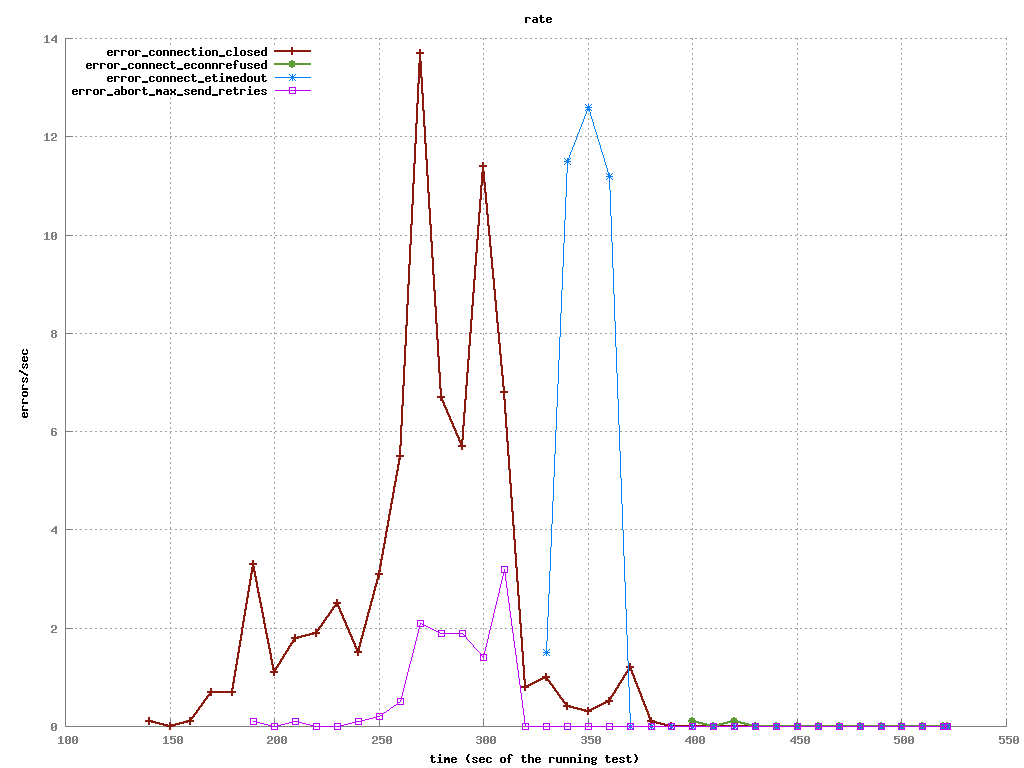 rate
14
error_connection_closed
error_connect_econnrefused
error_connect_etimedout
error_abort_max_send_retries
12
10
8
errors/sec
6
4
2
0
100 150 200 250 300 350 400 450 500 550
time (sec of the running test)